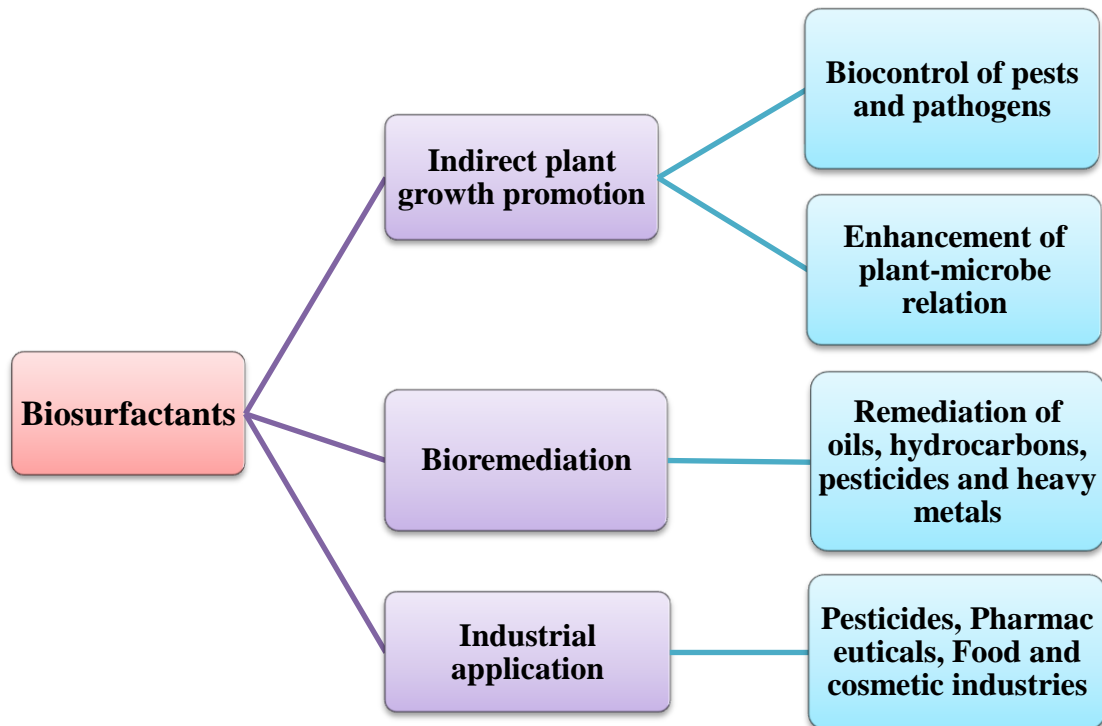 Biosurfactants
Indirect plant
growth promotion
Biocontrol of pests
and pathogens
Enhancement of
plant-microbe
relation
Bioremediation
Remediation of
oils, hydrocarbons,
pesticides and heavy
metals
Industrial
application
Pesticides, Pharmac
euticals, Food and
cosmetic industries